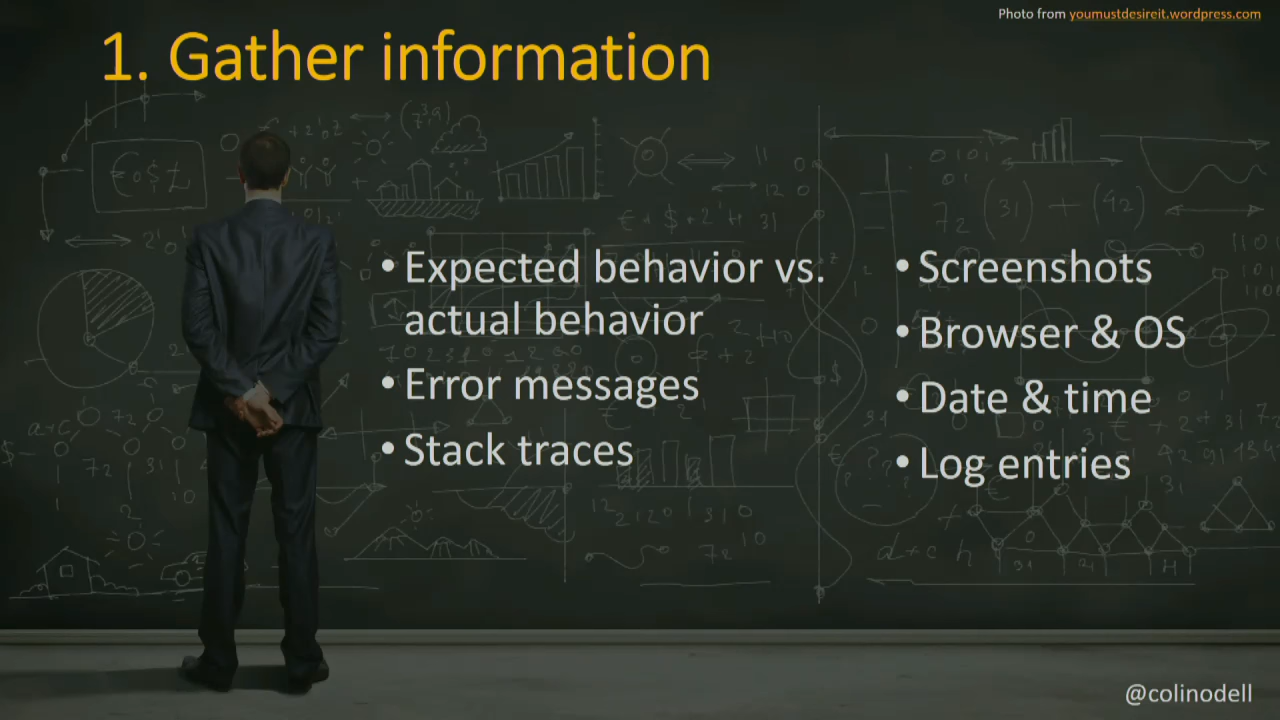 Photo from youmustdesireit.wordpress.com
1. Gather information
• Expected behavior vs.
actual behavior
• Error messages
• Stack traces
• Screenshots
• Browser & OS
• Date & time
• Log entries
@colinodell